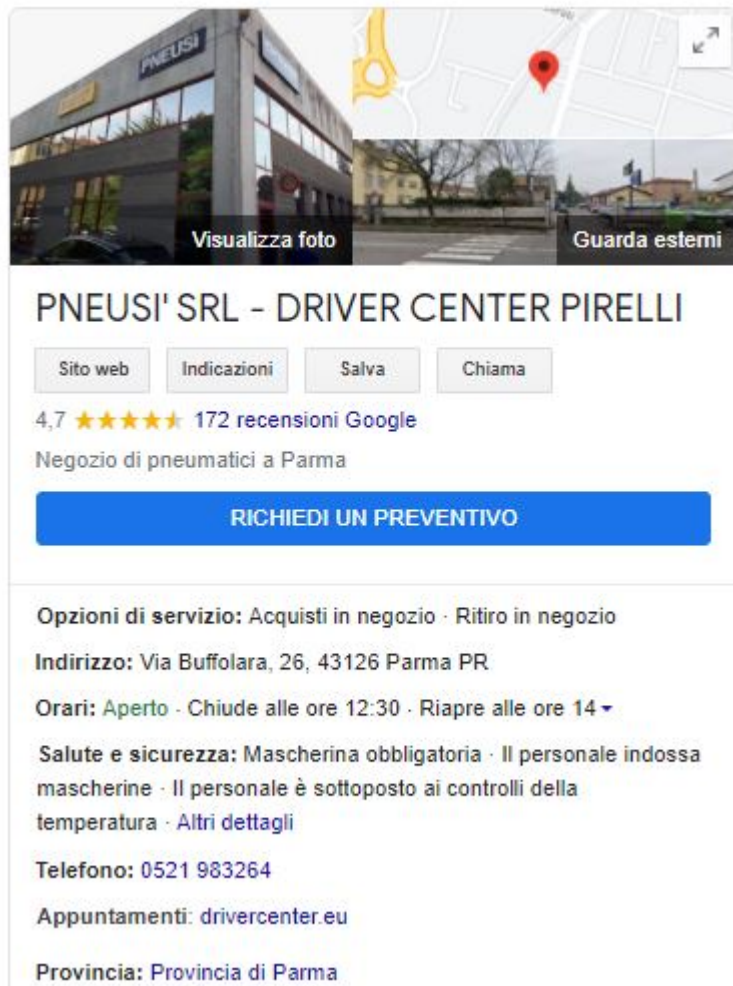 PNEUSI
Visualizza foto
Guarda esterni
PNEUSI' SRL - DRIVER CENTER PIRELLI
Sito web
Indicazioni
Salva
Chiama
4,7
172 recensioni Google
Negozio di pneumatici a Parma
RICHIEDI UN PREVENTIVO
Opzioni di servizio: Acquisti in negozio · Ritiro in negozio
Indirizzo: Via Buffolara, 26, 43126 Parma PR
Orari: Aperto · Chiude alle ore 12:30 · Riapre alle ore 14
Salute e sicurezza: Mascherina obbligatoria · Il personale indossa
mascherine · Il personale è sottoposto ai controlli della
temperatura · Altri dettagli
Telefono: 0521 983264
Appuntamenti: drivercenter.eu
Provincia: Provincia di Parma